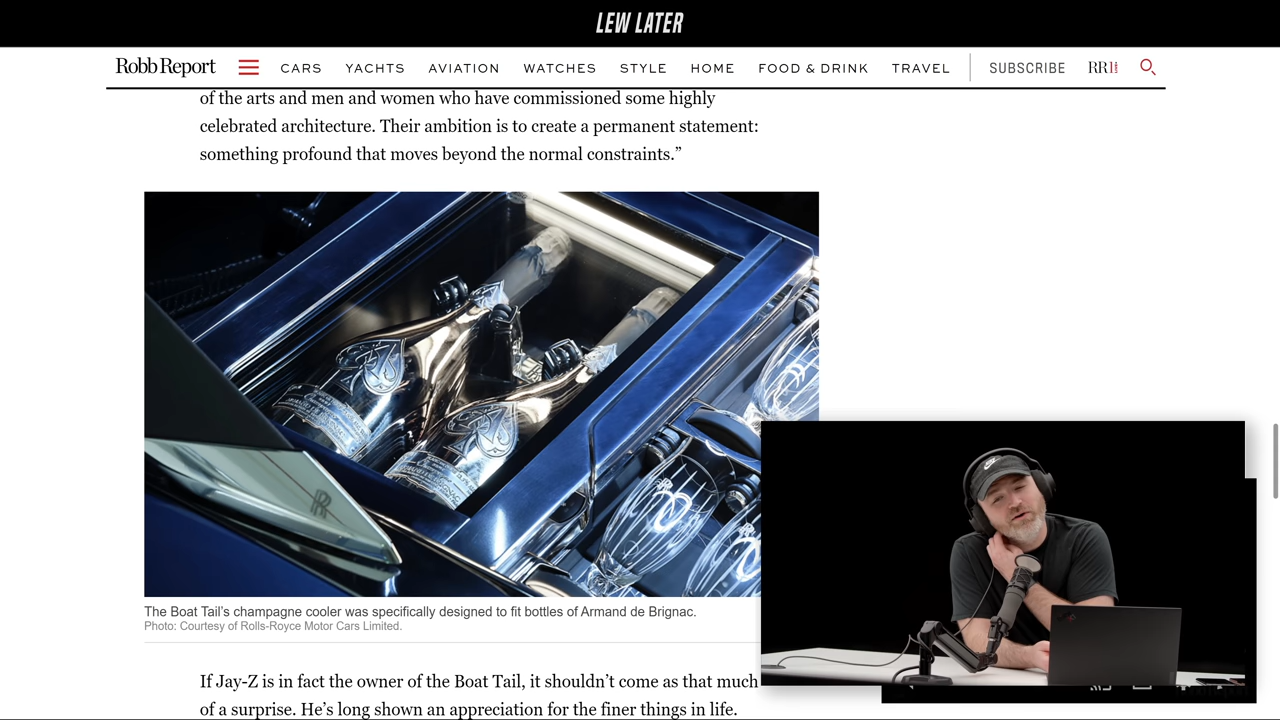 LEW LATER
Robb Report CARS YACHTS AVIATION WATCHES STYLE HOME FOOD & DRINK TRAVEL SUBSCRIBE RR1
of the arts and men and women who have commissioned some highly
celebrated architecture. Their ambition is to create a permanent statement:
something profound that moves beyond the normal constraints.”
The Boat Tail’s champagne cooler was specifically designed to fit bottles of Armand de Brignac.
Photo: Courtesy of Rolls-Royce Motor Cars Limited.
If Jay-Z is in fact the owner of the Boat Tail, it shouldn’t come as that much
of a surprise. He’s long shown an appreciation for the finer things in life.